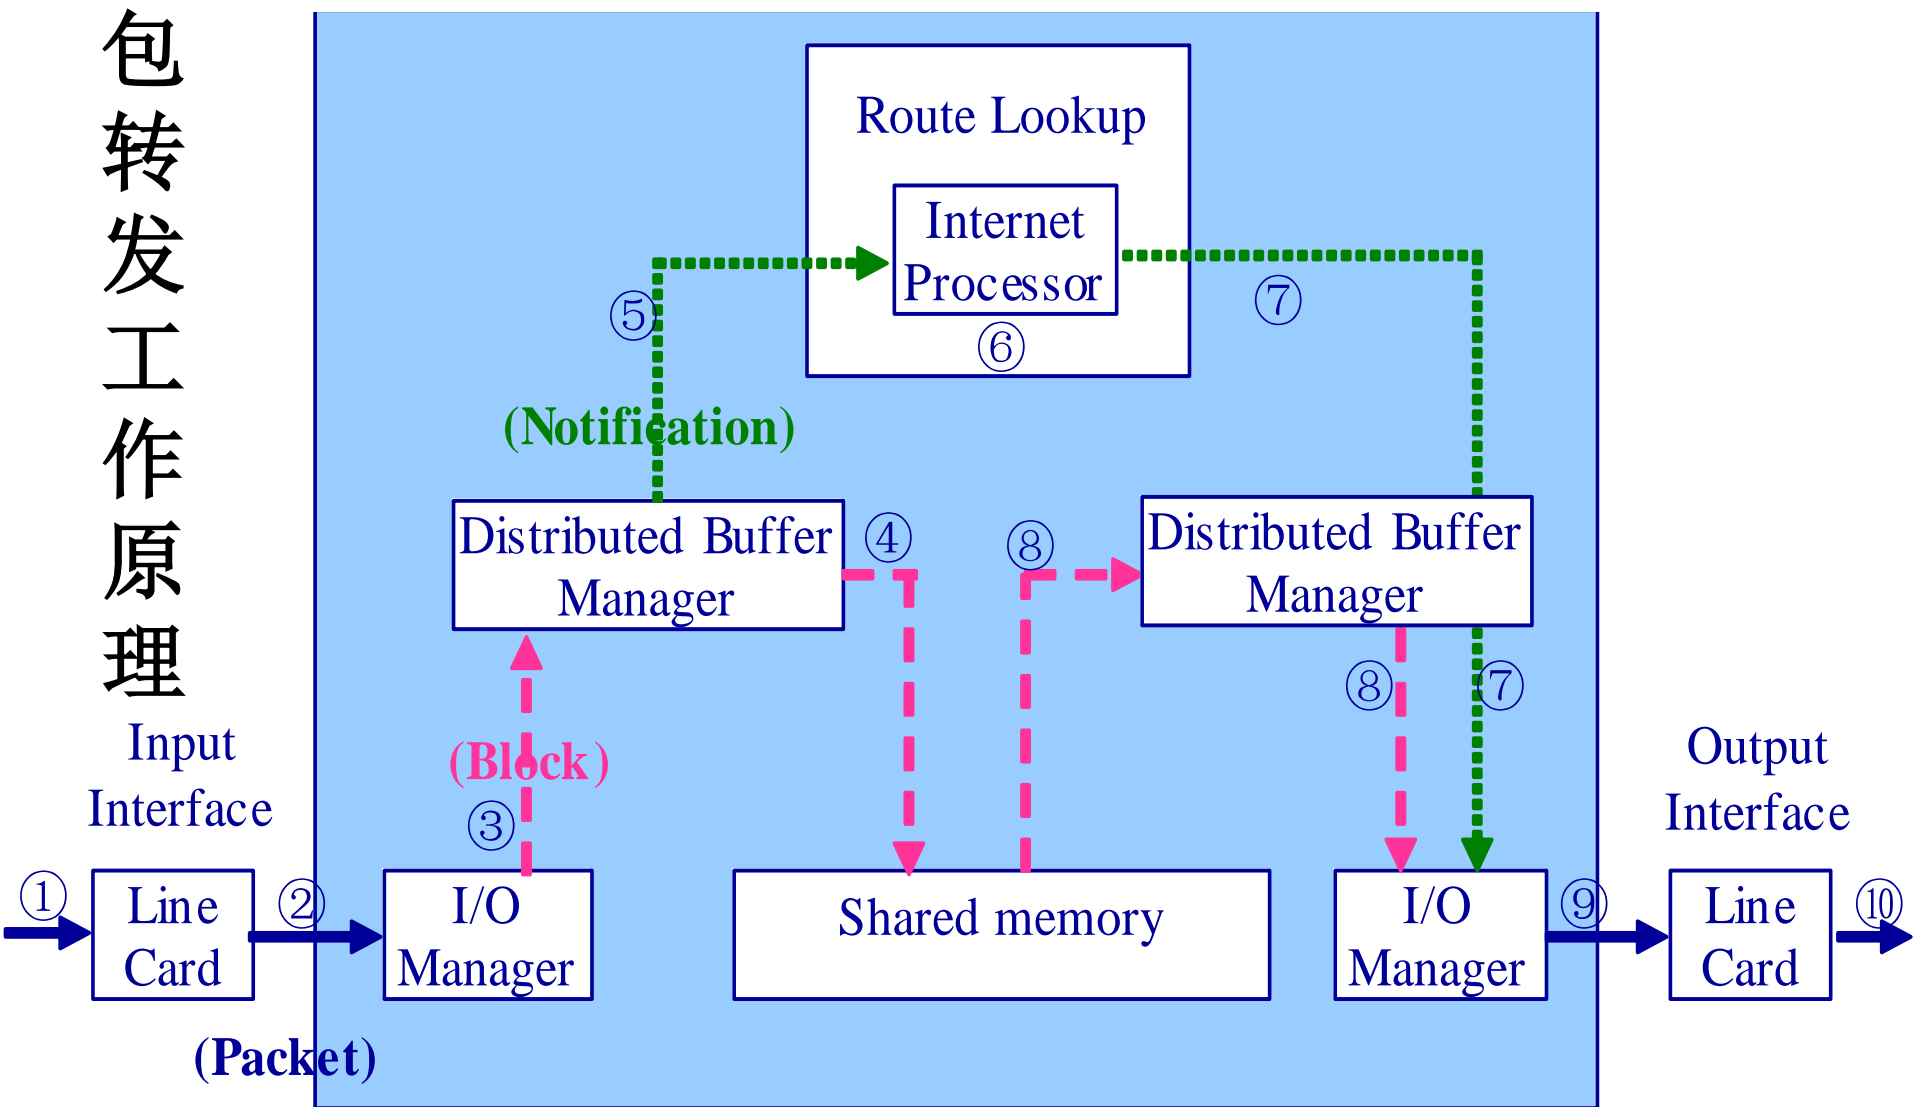 包转发工作原理
Route Lookup
Internet
Processor
⑥
⑤
⑦
(Notification)
Distributed Buffer
Manager
④
⑧
Distributed Buffer
Manager
⑧
⑦
(Block)
③
Input
Interface
Output
Interface
①
Line
Card
②
I/O
Manager
Shared memory
I/O
Manager
⑨
Line
Card
⑩
(Packet)